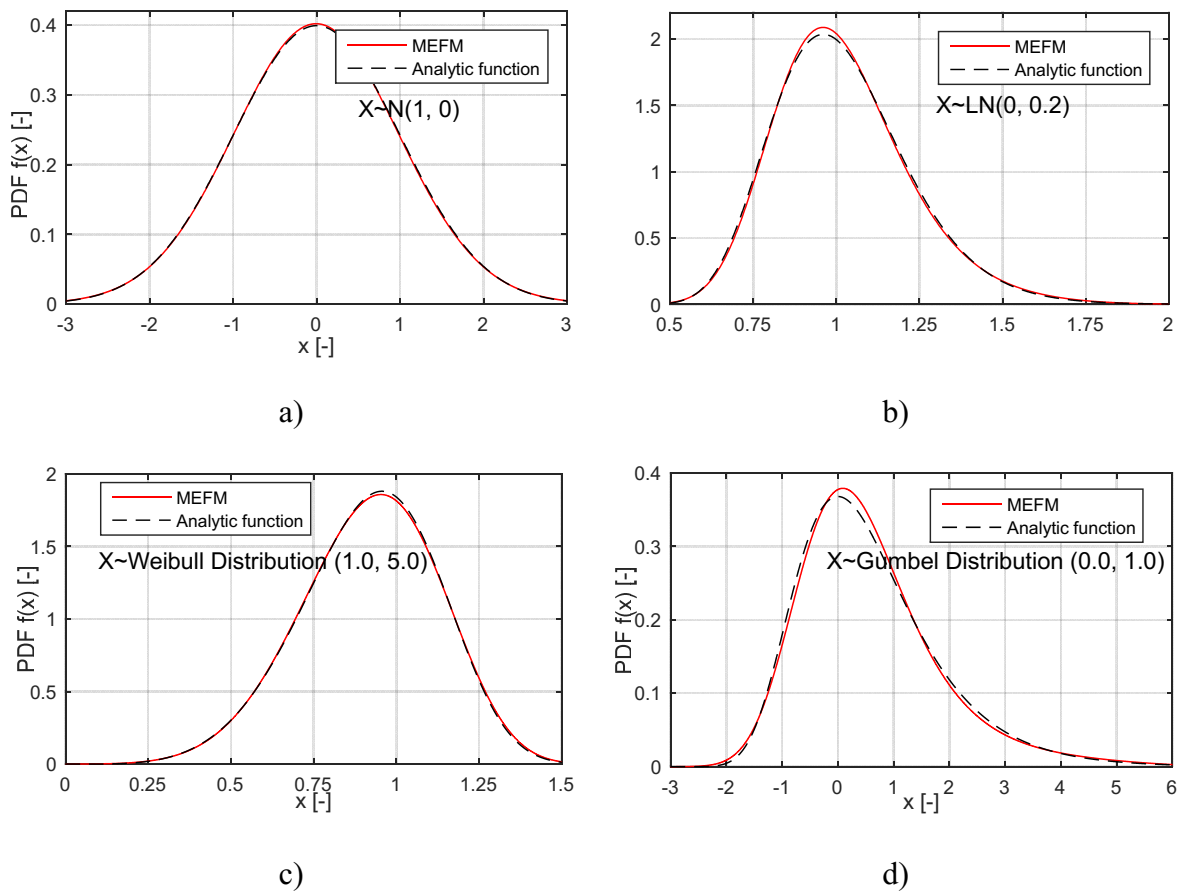 0.4
0.3
0.2
0.1
0
PDF f(x) [-]
MEFM
Analytic function
X~N(1, 0)
-3 -2 -1 0 1 2 3
x [-]
a)
2
1.5
1
0.5
0
MEFM
Analytic function
X~LN(0, 0.2)
0.5 0.75 1 1.25 1.5 1.75 2
b)
2
1.5
1
0.5
0
PDF f(x) [-]
MEFM
Analytic function
X~Weibull Distribution (1.0, 5.0)
0 0.25 0.5 0.75 1 1.25 1.5
x [-]
c)
0.4
0.3
0.2
0.1
0
PDF f(x) [-]
MEFM
Analytic function
X~Gumbel Distribution (0.0, 1.0)
-3 -2 -1 0 1 2 3 4 5 6
x [-]
d)